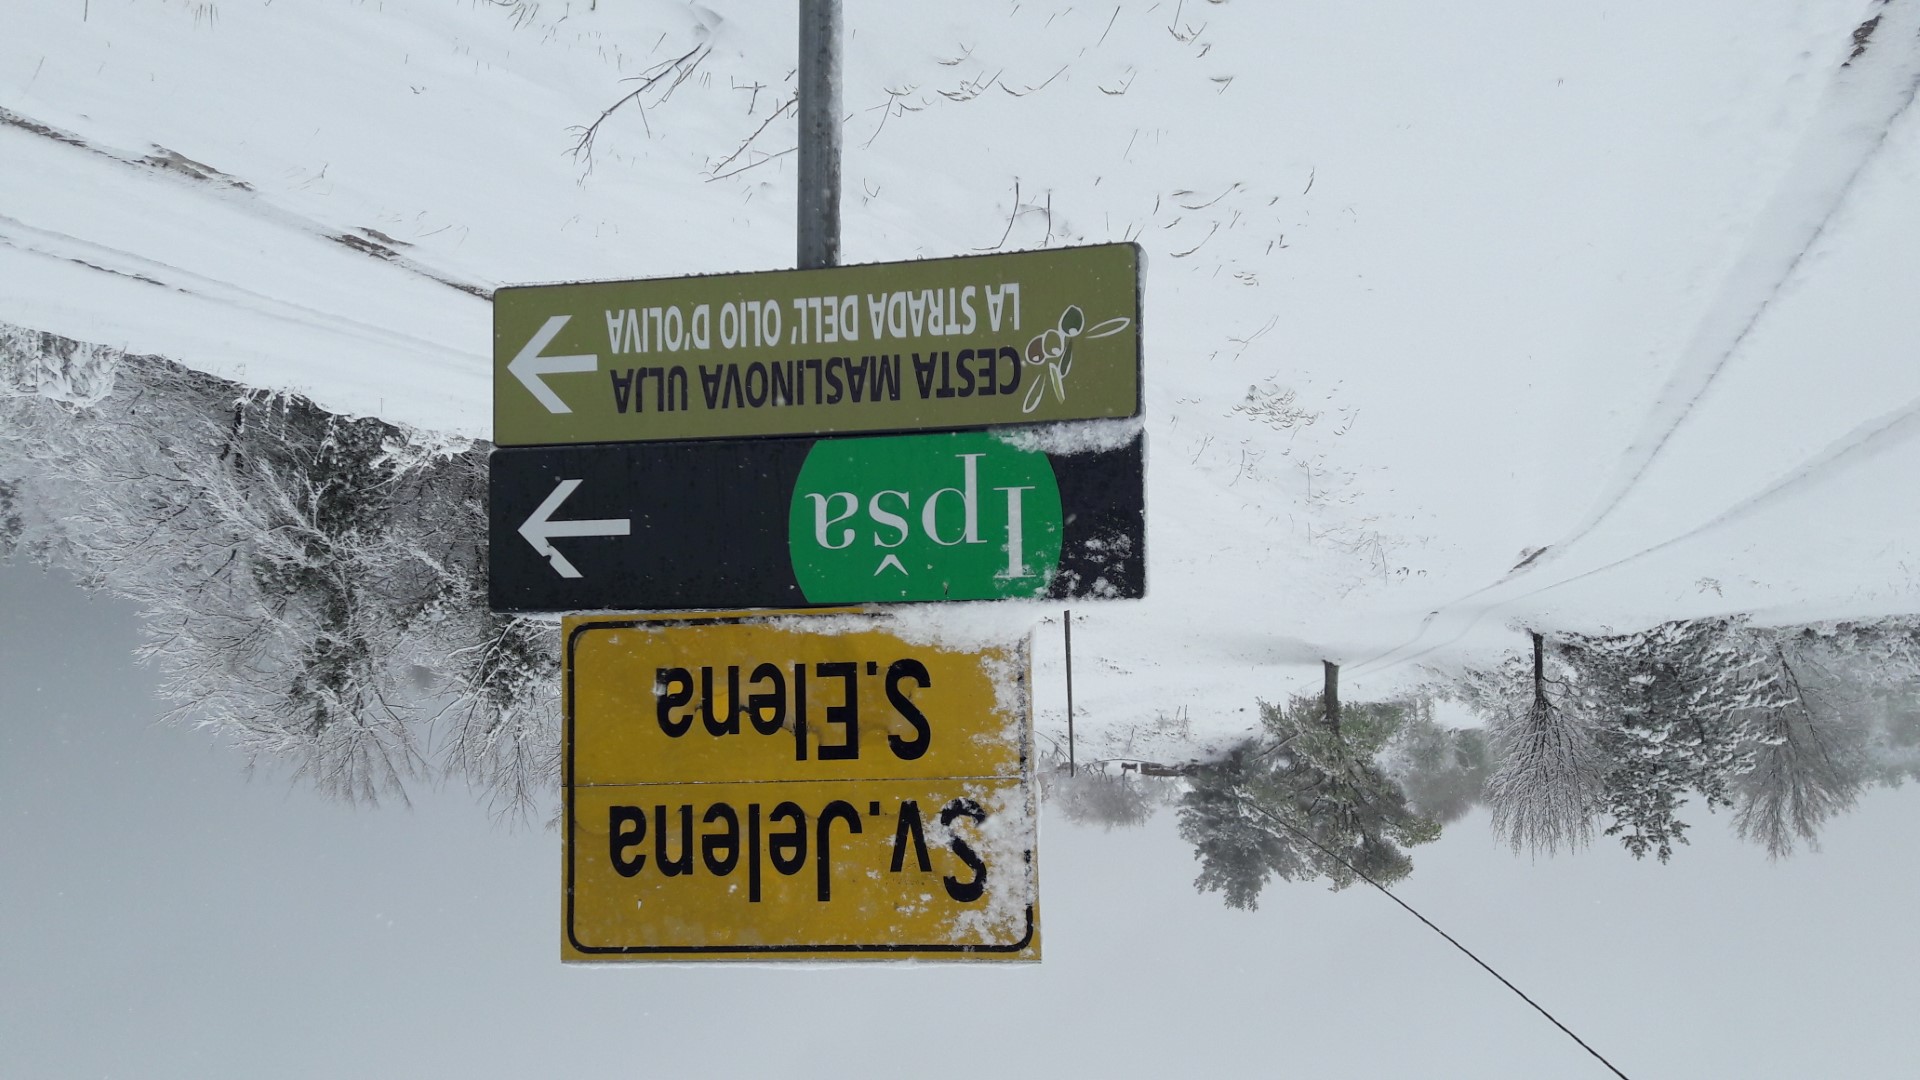 Sv.Jelena
S.Elena
Ipša
CESTA MASLINOVA ULJA
LA STRADA DELL' OLIO D'OLIVA